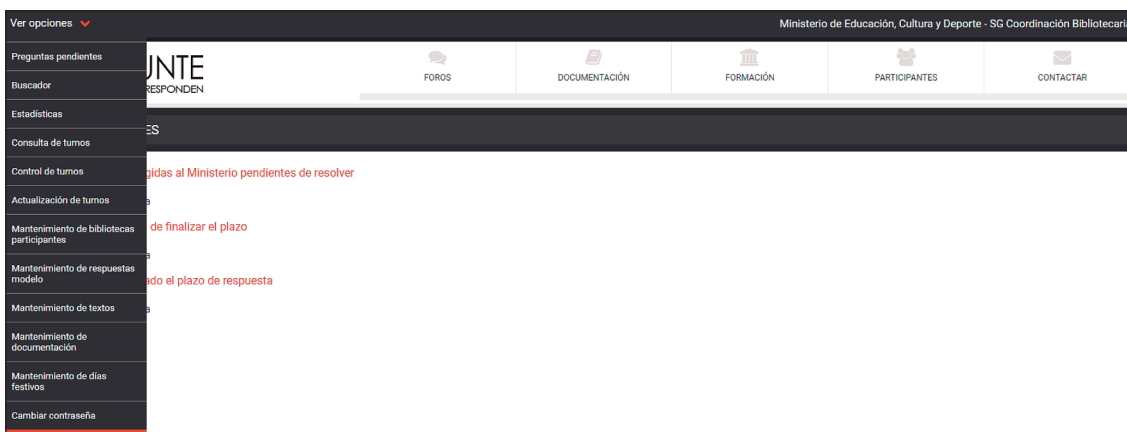 Ver opciones
Ministerio de Educación, Cultura y Deporte - SG Coordinación Bibliotecaria
Preguntas pendientes
Buscador
Estadísticas
Consulta de turnos
Control de turnos
Actualización de turnos
Mantenimiento de bibliotecas
participantes
Mantenimiento de respuestas
modelo
Mantenimiento de textos
Mantenimiento de
documentación
Mantenimiento de días
festivos
Cambiar contraseña
UNTE
RESPONDEN
FOROS
DOCUMENTACIÓN
FORMACIÓN
PARTICIPANTES
CONTACTAR
ES
gidas al Ministerio pendientes de resolver
a
de finalizar el plazo
a
ado el plazo de respuesta
a